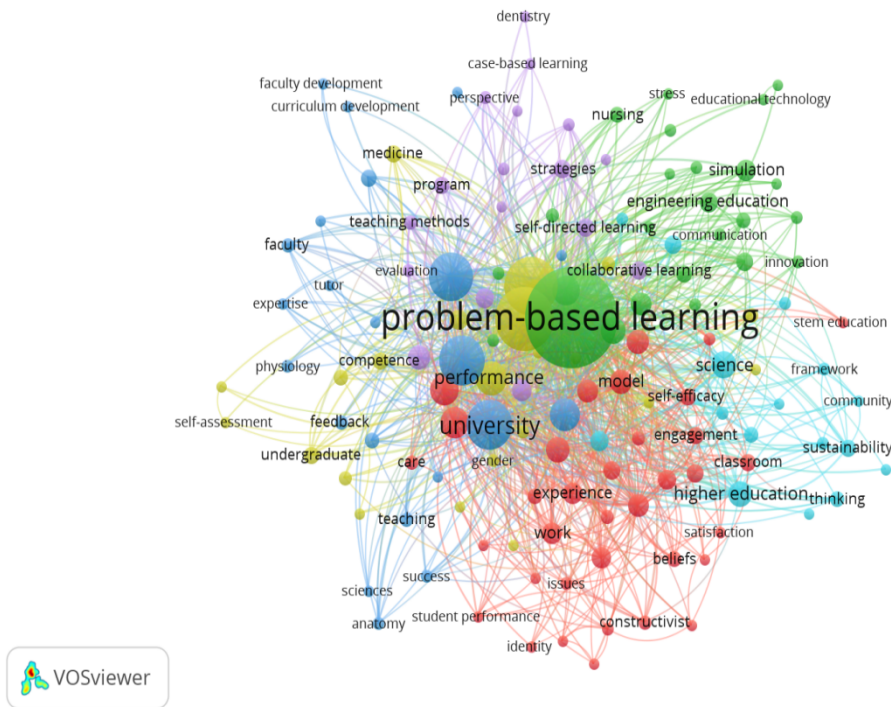 dentistry
case-based learning
faculty development
perspective
stress
educational technology
curriculum development
nursing
medicine
strategies
simulation
program
engineering education
teaching methods
self-directed learning
communication
faculty
evaluation
collaborative learning
innovation
tutor
expertise
problem-based learning
stem education
physiology
competence
science
framework
performance
model
self-efficacy
community
self-assessment
feedback
university
engagement
sustainability
undergraduate
care
gender
classroom
experience
higher education
thinking
teaching
work
satisfaction
beliefs
success
issues
sciences
student performance
anatomy
constructivist
identity
VOSviewer